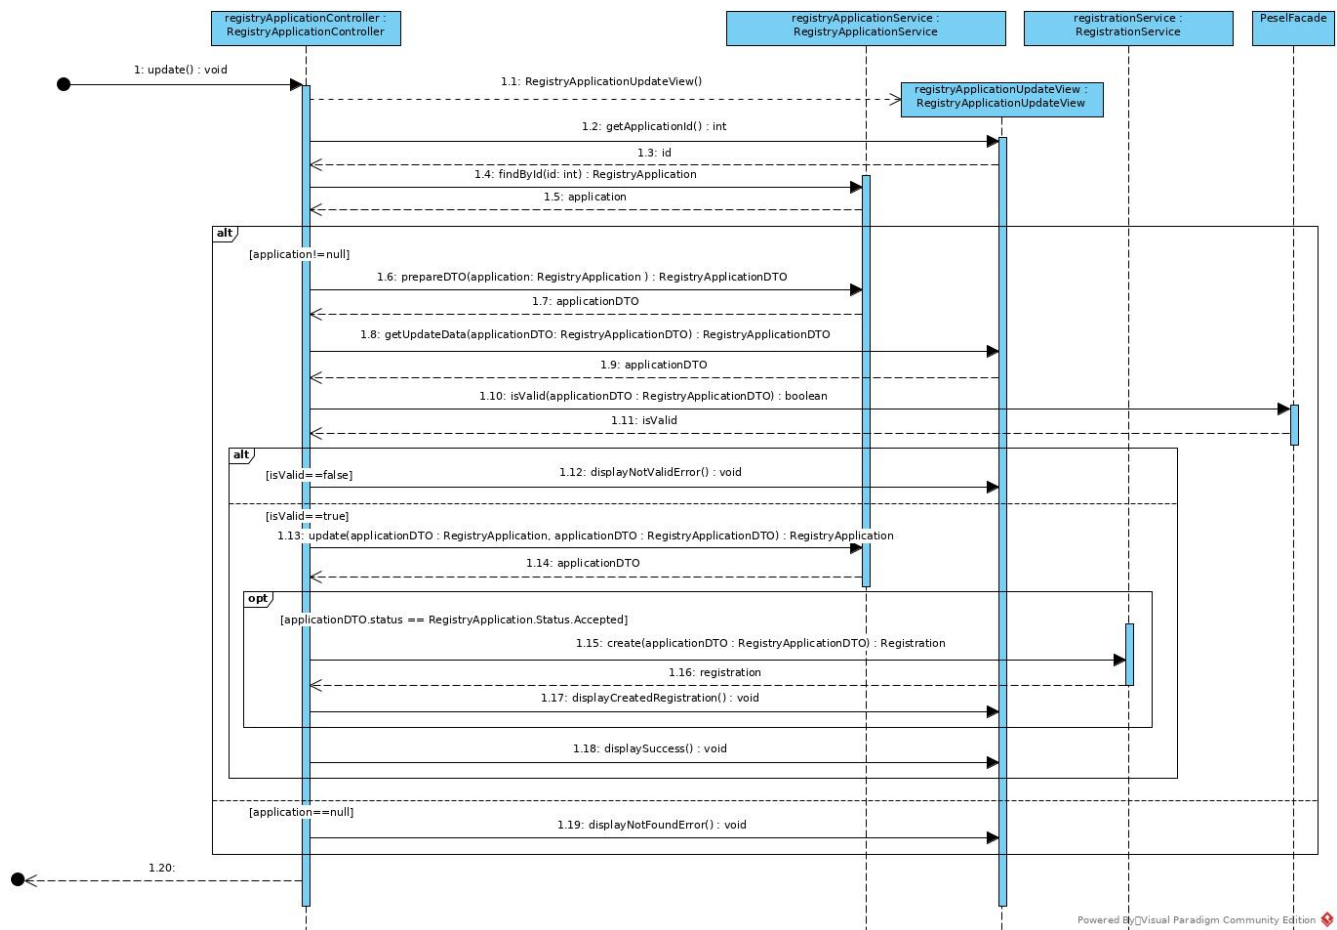 registryApplicationController :
RegistryApplicationController
registryApplicationService :
RegistryApplicationService
registrationService :
RegistrationService
PeselFacade
1: update() : void
1.1: RegistryApplicationUpdateView()
registryApplicationUpdateView :
RegistryApplicationUpdateView
1.2: getApplicationId() : int
1.3: id
1.4: findById(id: int) : RegistryApplication
1.5: application
alt
[application!=null]
1.6: prepareDTO(application: RegistryApplication ) : RegistryApplicationDTO
1.7: applicationDTO
1.8: getUpdateData(applicationDTO: RegistryApplicationDTO) : RegistryApplicationDTO
1.9: applicationDTO
1.10: isValid(applicationDTO : RegistryApplicationDTO) : boolean
1.11: isValid
alt
[isValid==false]
1.12: displayNotValidError() : void
[isValid==true]
1.13: update(applicationDTO : RegistryApplication, applicationDTO : RegistryApplicationDTO) : RegistryApplication
1.14: applicationDTO
opt
[applicationDTO.status == RegistryApplication.Status.Accepted]
1.15: create(applicationDTO : RegistryApplicationDTO) : Registration
1.16: registration
1.17: displayCreatedRegistration() : void
1.18: displaySuccess() : void
[application==null]
1.19: displayNotFoundError() : void
1.20:
Powered By Visual Paradigm Community Edition